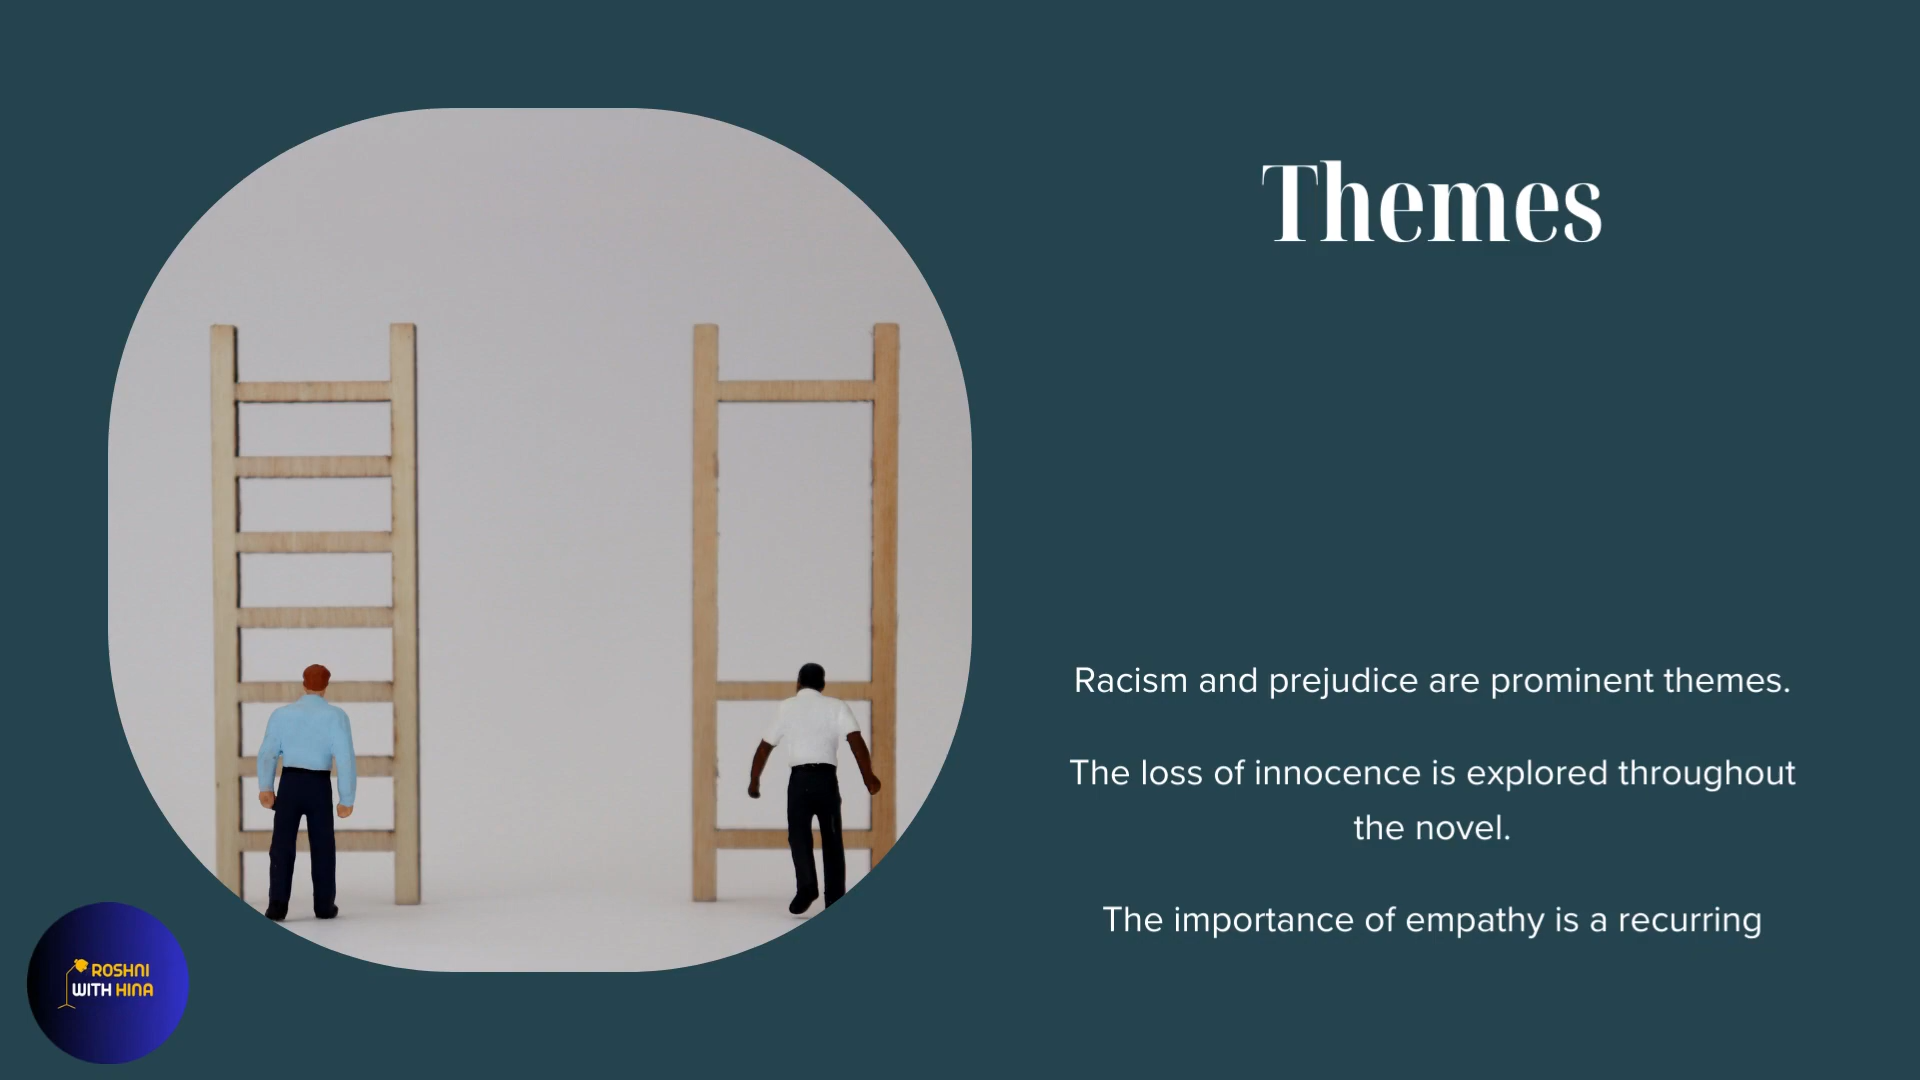 Themes
Racism and prejudice are prominent themes.
The loss of innocence is explored throughout
the novel.
The importance of empathy is a recurring
ROSHNI
WITH HINA